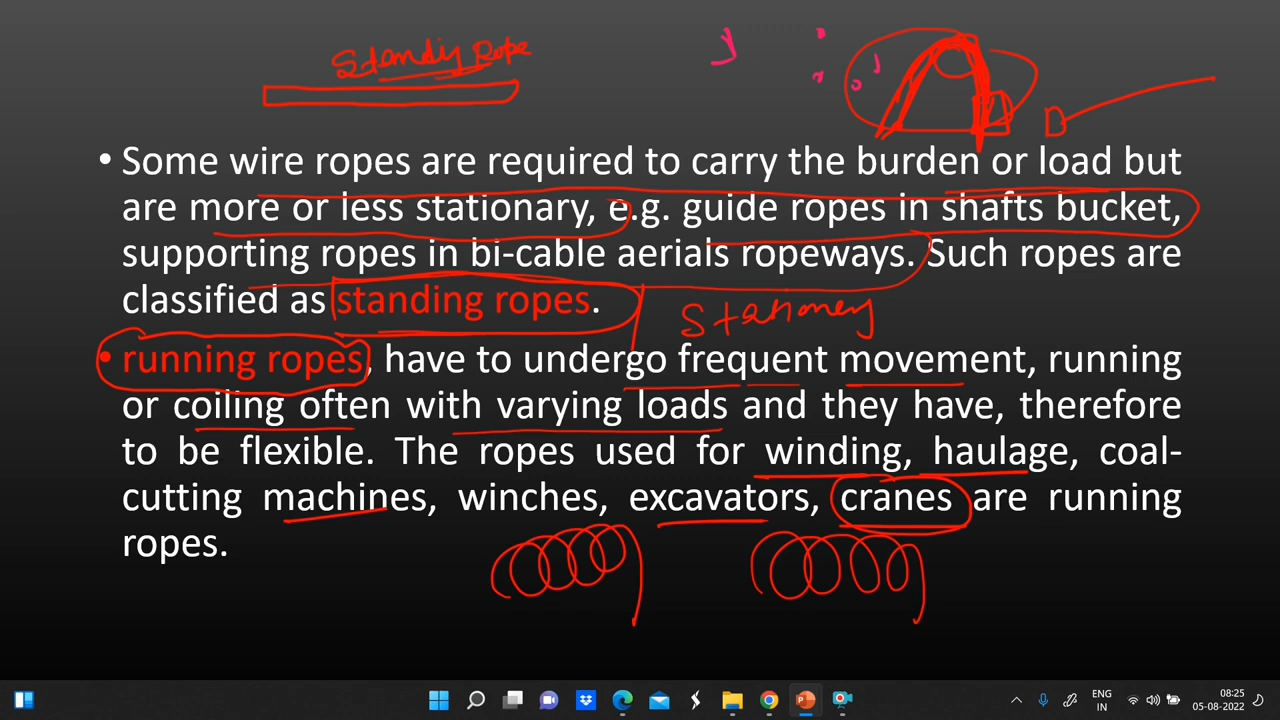 Standig Rope
• Some wire ropes are required to carry the burden or load but
are more or less stationary, e.g. guide ropes in shafts bucket,
supporting ropes in bi-cable aerials ropeways. Such ropes are
classified as standing ropes.
Stationery
• running ropes, have to undergo frequent movement, running
or coiling often with varying loads and they have, therefore
to be flexible. The ropes used for winding, haulage, coal-
cutting machines, winches, excavators, cranes are running
ropes.
ENG
IN
08:25
05-08-2022